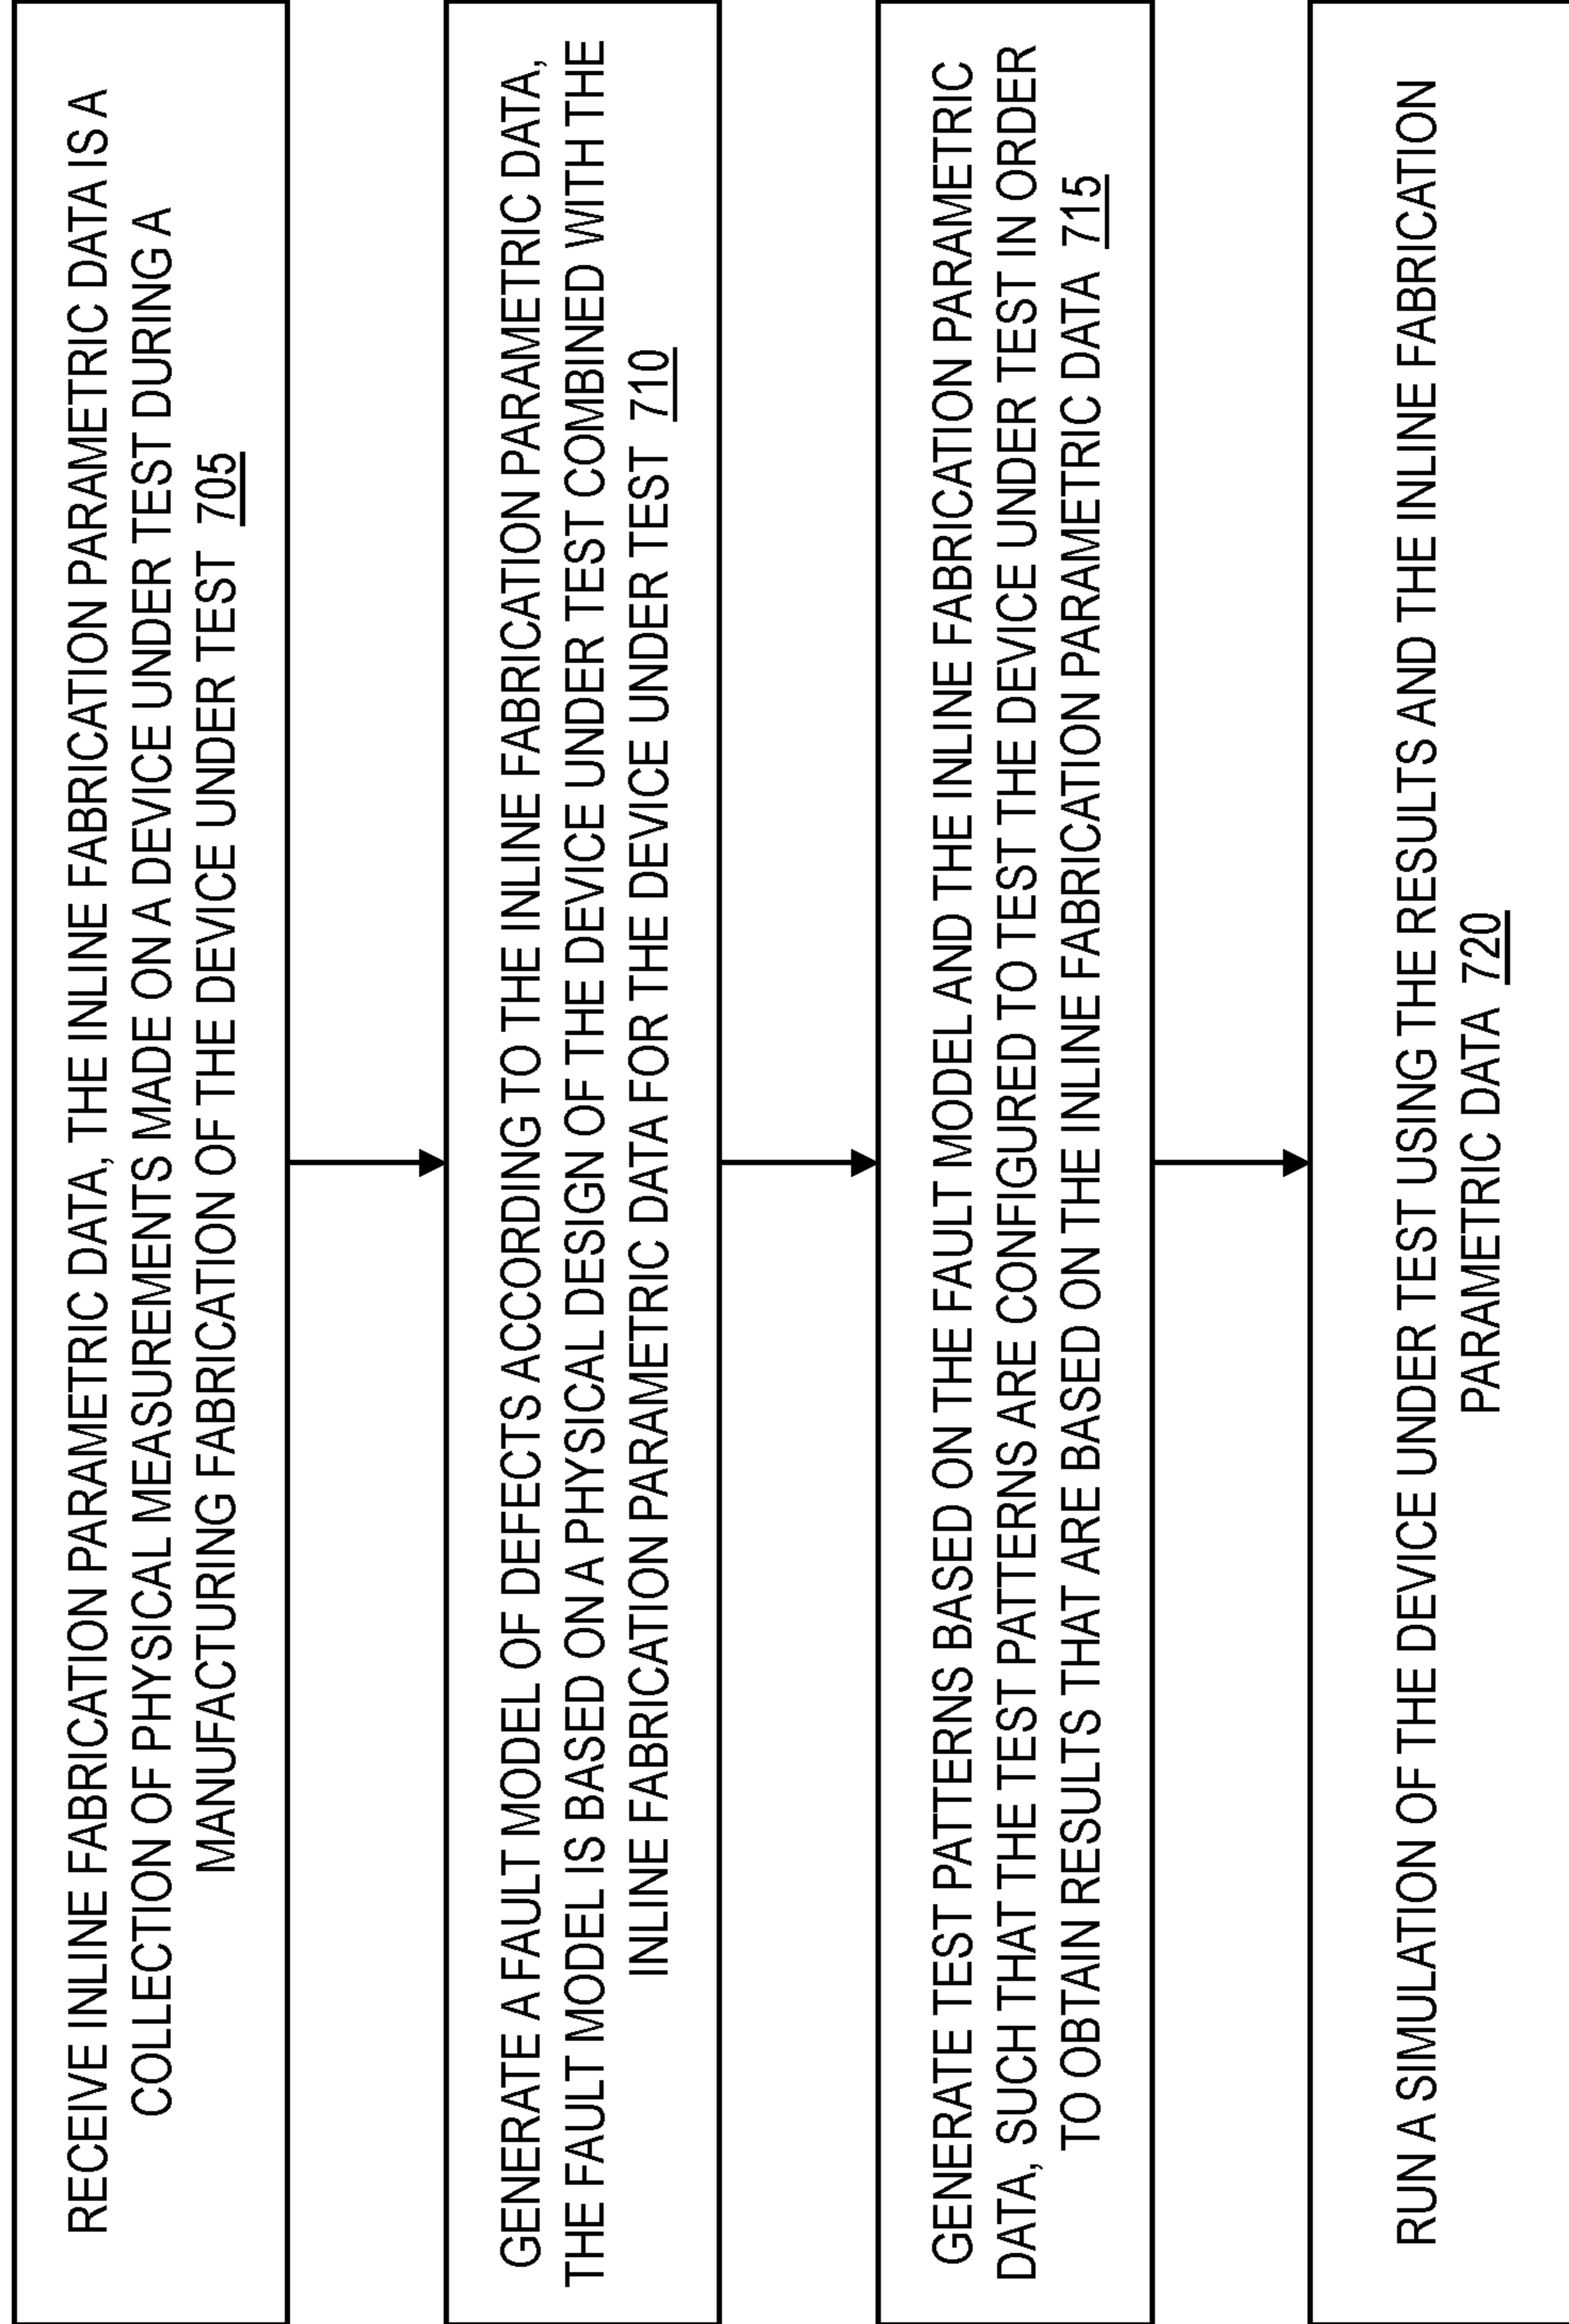 RECEIVE INLINE FABRICATION PARAMETRIC DATA, THE INLINE FABRICATION PARAMETRIC DATA IS A
COLLECTION OF PHYSICAL MEASUREMENTS MADE ON A DEVICE UNDER TEST DURING A
MANUFACTURING FABRICATION OF THE DEVICE UNDER TEST 705
GENERATE A FAULT MODEL OF DEFECTS ACCORDING TO THE INLINE FABRICATION PARAMETRIC DATA,
THE FAULT MODEL IS BASED ON A PHYSICAL DESIGN OF THE DEVICE UNDER TEST COMBINED WITH THE
INLINE FABRICATION PARAMETRIC DATA FOR THE DEVICE UNDER TEST 710
GENERATE TEST PATTERNS BASED ON THE FAULT MODEL AND THE INLINE FABRICATION PARAMETRIC
DATA, SUCH THAT THE TEST PATTERNS ARE CONFIGURED TO TEST THE DEVICE UNDER TEST IN ORDER
TO OBTAIN RESULTS THAT ARE BASED ON THE INLINE FABRICATION PARAMETRIC DATA 715
RUN A SIMULATION OF THE DEVICE UNDER TEST USING THE RESULTS AND THE INLINE FABRICATION
PARAMETRIC DATA 720